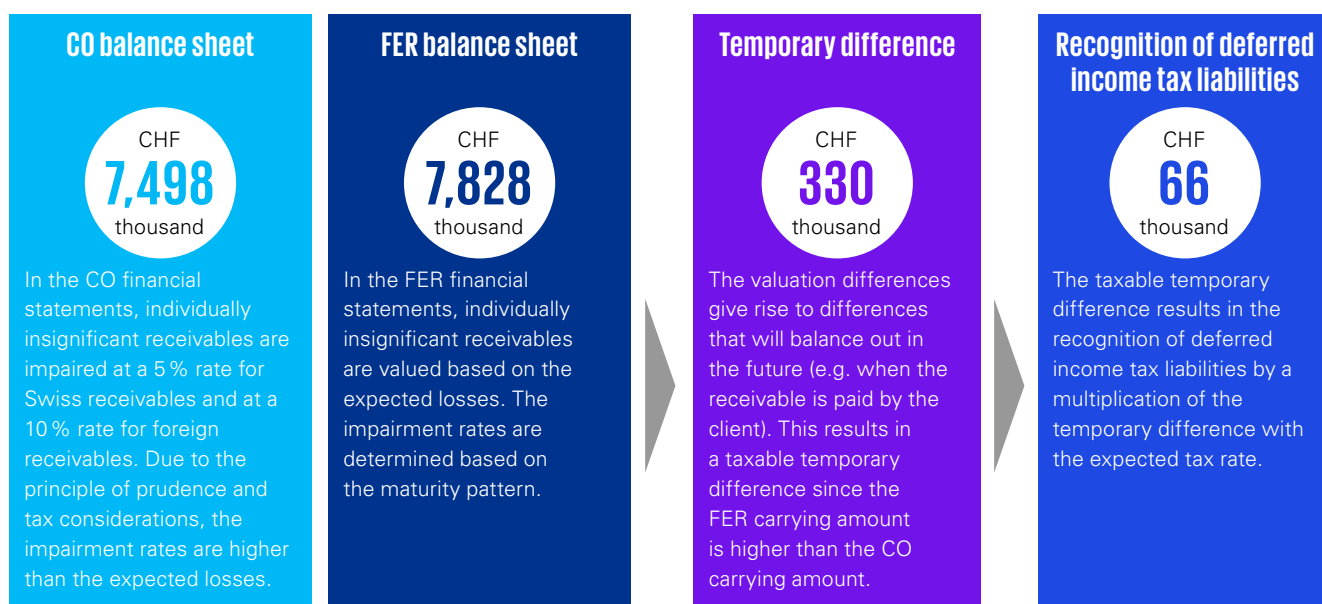 CO balance sheet
CHF
7,498
thousand
In the CO financial
statements, individually
insignificant receivables are
impaired at a 5 % rate for
Swiss receivables and at a
10 % rate for foreign
receivables. Due to the
principle of prudence and
tax considerations, the
impairment rates are higher
than the expected losses.
FER balance sheet
CHF
7,828
thousand
In the FER financial
statements, individually
insignificant receivables
are valued based on the
expected losses. The
impairment rates are
determined based on
the maturity pattern.
Temporary difference
CHF
330
thousand
The valuation differences
give rise to differences
that will balance out in
the future (e.g. when the
receivable is paid by the
client). This results in
a taxable temporary
difference since the
FER carrying amount
is higher than the CO
carrying amount.
Recognition of deferred
income tax liabilities
CHF
66
thousand
The taxable temporary
difference results in the
recognition of deferred
income tax liabilities by a
multiplication of the
temporary difference with
the expected tax rate.